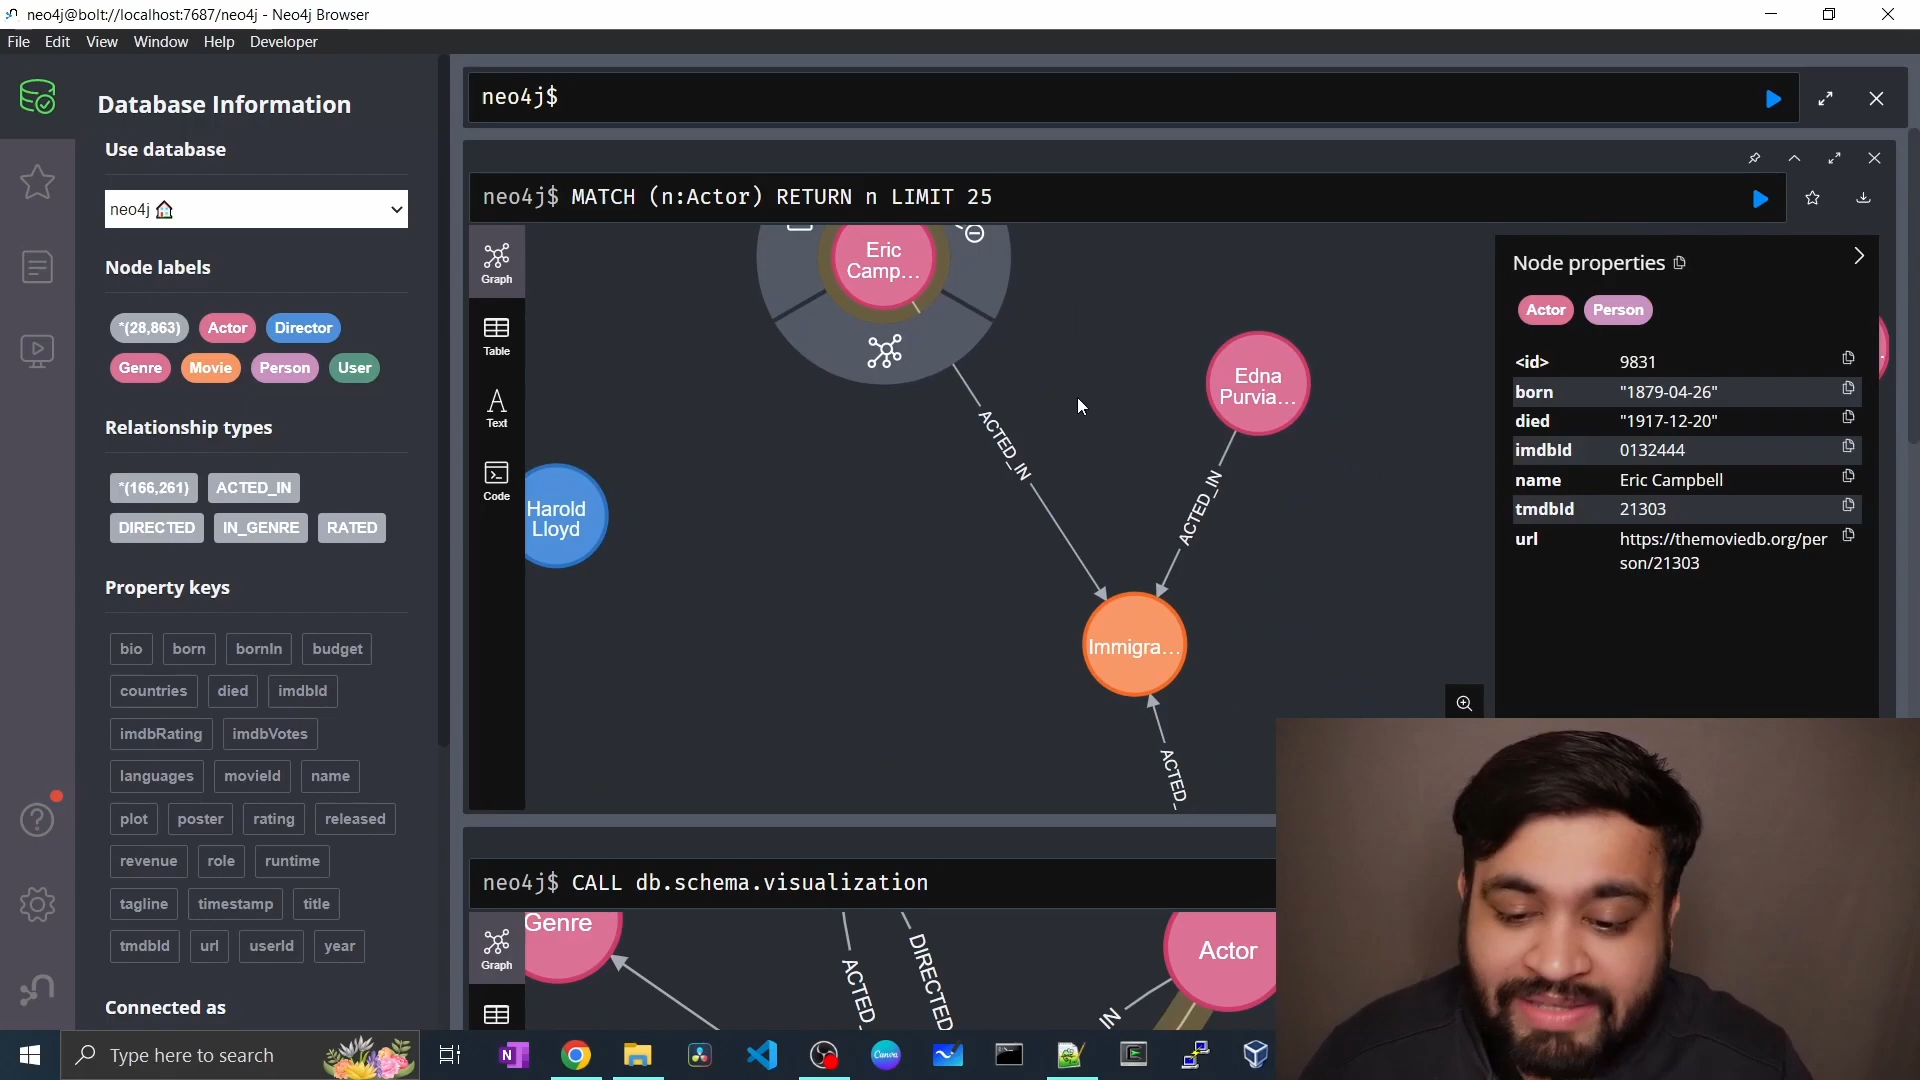 neo4j@bolt://localhost:7687/neo4j - Neo4j Browser
File Edit View Window Help Developer
Database Information
Use database
neo4j
Node labels
*(28,863) Actor Director
Genre Movie Person User
Relationship types
*(166,261) ACTED_IN
DIRECTED IN_GENRE RATED
Property keys
bio born bornIn budget
countries died imdbId
imdbRating imdbVotes
languages movieId name
plot poster rating released
revenue role runtime
tagline timestamp title
tmdbId url userId year
Connected as
neo4j$
neo4j$ MATCH (n:Actor) RETURN n LIMIT 25
Graph
Table
Text
Code
Eric
Camp...
Edna
Purvia...
Harold
Lloyd
ACTED_IN
ACTED_IN
Immigra...
ACTED_
Node properties
Actor Person
<id> 9831
born "1879-04-26"
died "1917-12-20"
imdbId 0132444
name Eric Campbell
tmdbId 21303
url https://themoviedb.org/per
son/21303
neo4j$ CALL db.schema.visualization
Graph
Genre
ACTED_
DIRECTED
IN
Actor
Type here to search
N
Canva